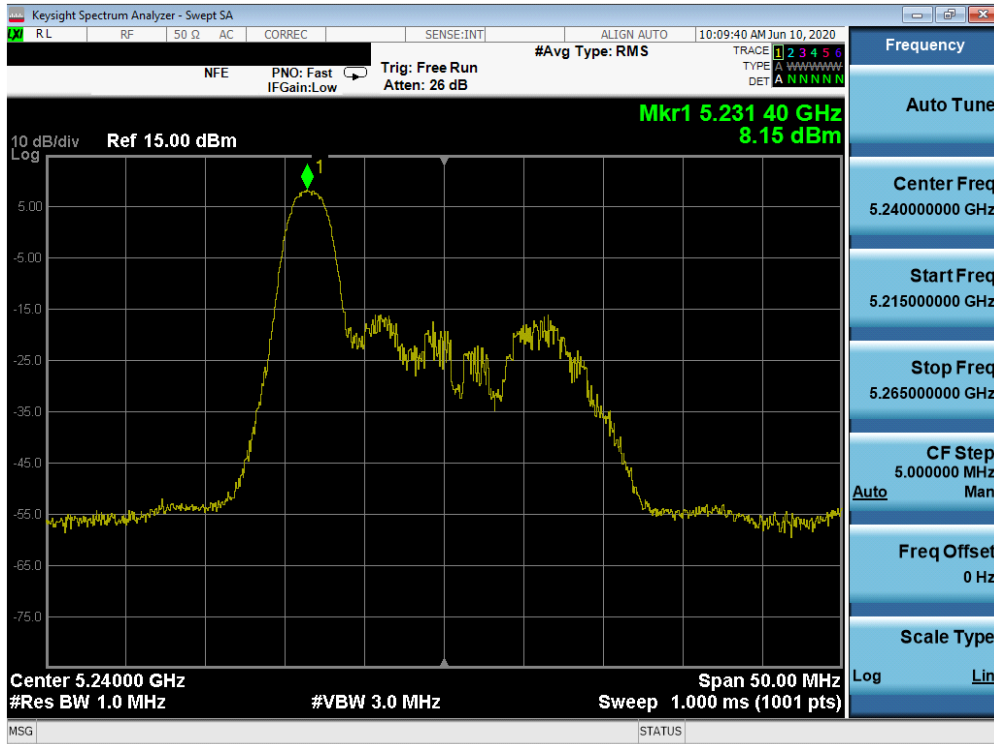 Keysight Spectrum Analyzer - Swept SA
LXI RL RF 50 Ω AC CORREC SENSE:INT ALIGN AUTO 10:09:40 AM Jun 10, 2020
NFE PNO: Fast Trig: Free Run #Avg Type: RMS TRACE 1 2 3 4 5 6
IFGain:Low Atten: 26 dB TYPE A WWWWW
DET A N N N N N
Mkr1 5.231 40 GHz
8.15 dBm
10 dB/div Ref 15.00 dBm
Log
1
5.00
-5.00
-15.0
-25.0
-35.0
-45.0
-55.0
-65.0
-75.0
Center 5.24000 GHz Span 50.00 MHz
#Res BW 1.0 MHz #VBW 3.0 MHz Sweep 1.000 ms (1001 pts)
MSG STATUS
Frequency
Auto Tune
Center Freq
5.240000000 GHz
Start Freq
5.215000000 GHz
Stop Freq
5.265000000 GHz
CF Step
5.000000 MHz
Auto Man
Freq Offset
0 Hz
Scale Type
Log Lin